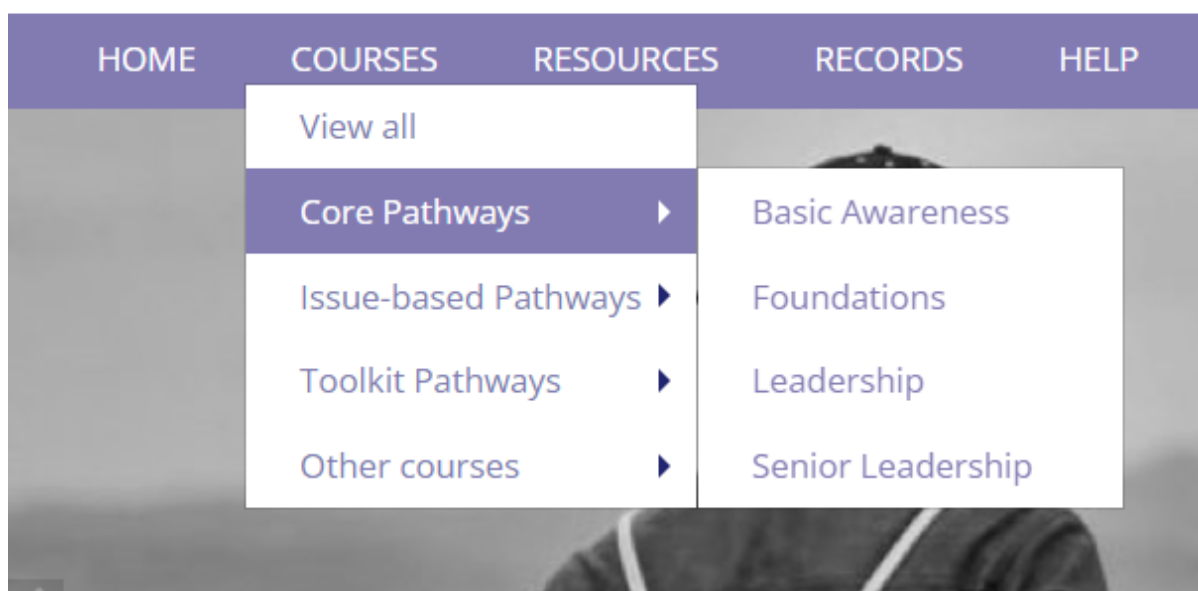 HOME COURSES RESOURCES RECORDS HELP
View all
Core Pathways
Issue-based Pathways
Toolkit Pathways
Other courses
Basic Awareness
Foundations
Leadership
Senior Leadership